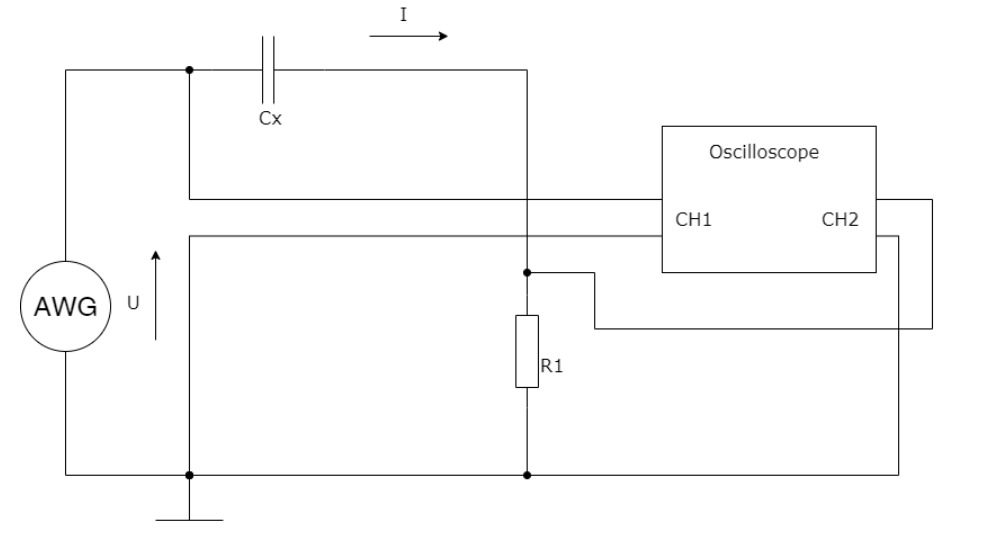 I
Cx
Oscilloscope
CH1
CH2
AWG
U
R1